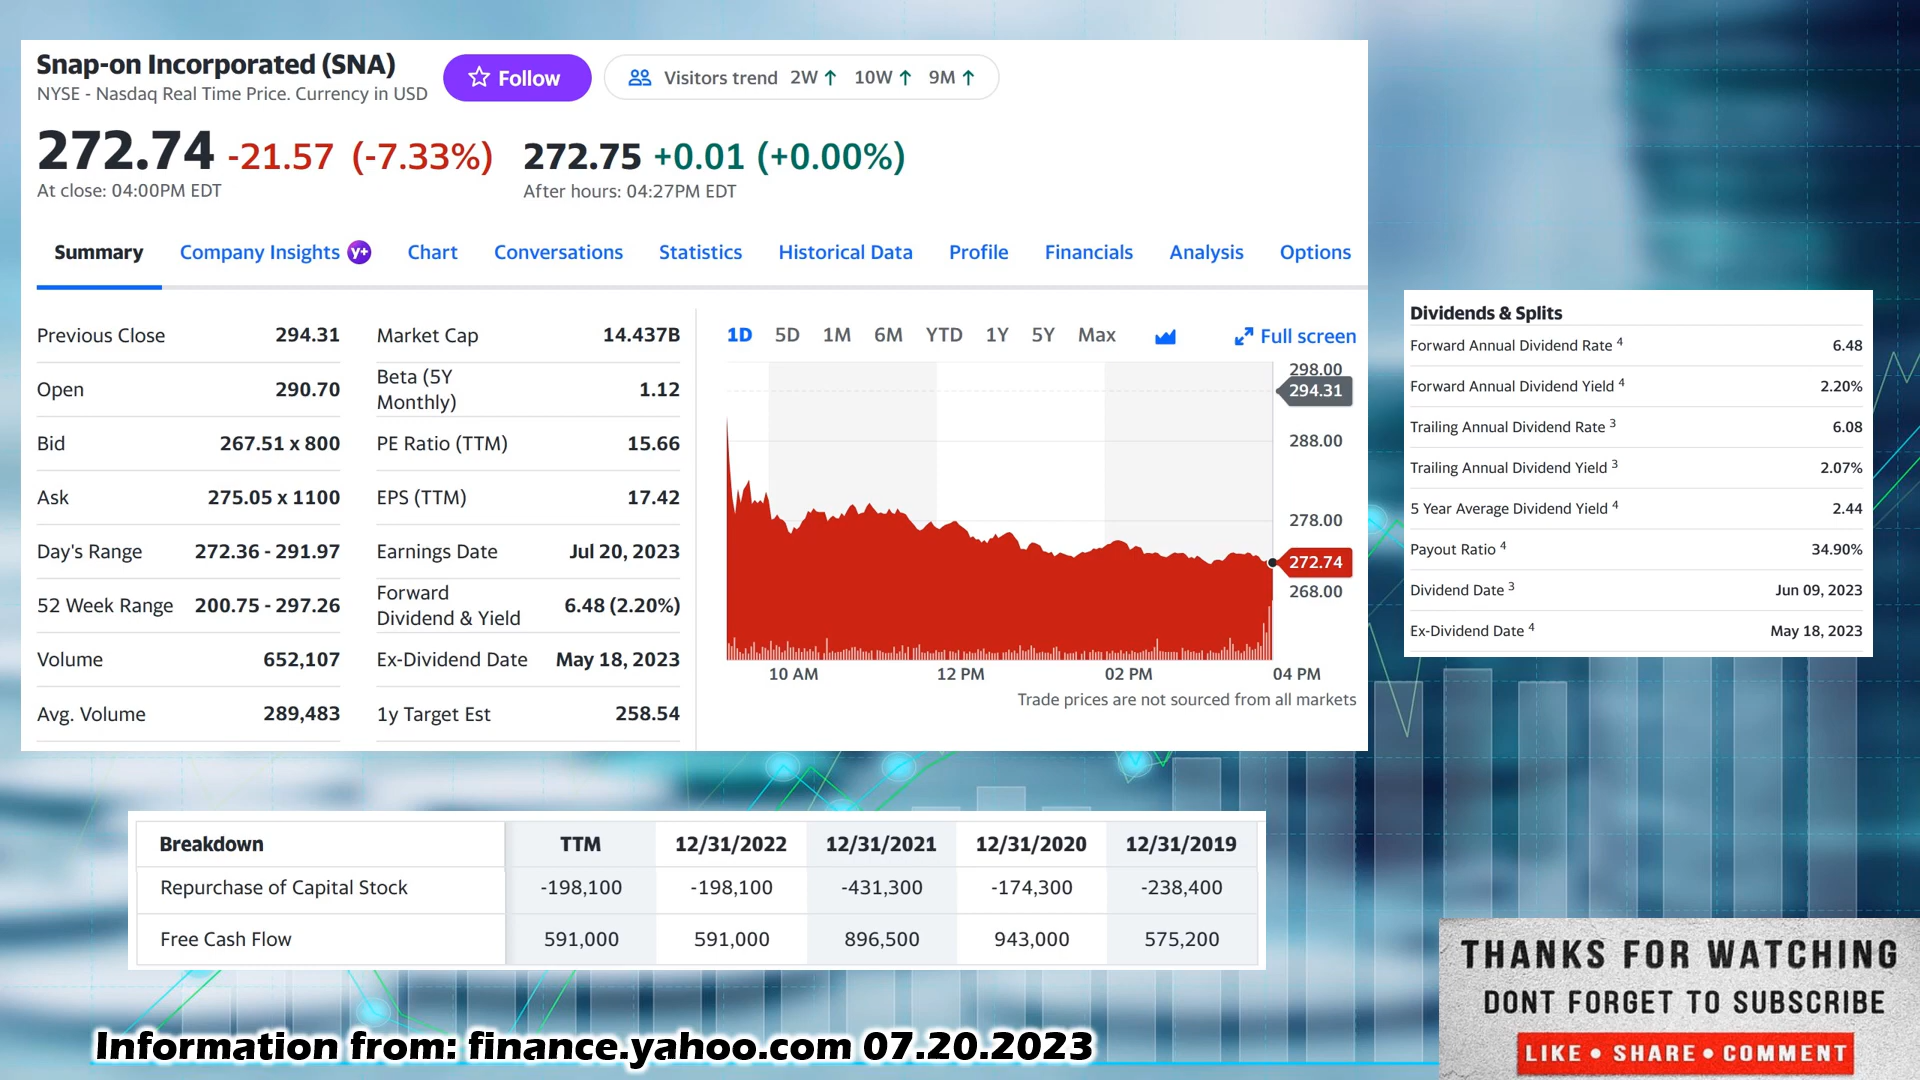 Snap-on Incorporated (SNA)
NYSE - Nasdaq Real Time Price. Currency in USD
Follow
Visitors trend 2W ↑ 10W ↑ 9M ↑
272.74 -21.57 (-7.33%)
At close: 04:00PM EDT
272.75 +0.01 (+0.00%)
After hours: 04:27PM EDT
Summary Company Insights y+ Chart Conversations Statistics Historical Data Profile Financials Analysis Options
Previous Close 294.31
Open 290.70
Bid 267.51 x 800
Ask 275.05 x 1100
Day's Range 272.36 - 291.97
52 Week Range 200.75 - 297.26
Volume 652,107
Avg. Volume 289,483
Market Cap 14.437B
Beta (5Y
Monthly) 1.12
PE Ratio (TTM) 15.66
EPS (TTM) 17.42
Earnings Date Jul 20, 2023
Forward
Dividend & Yield 6.48 (2.20%)
Ex-Dividend Date May 18, 2023
1y Target Est 258.54
1D 5D 1M 6M YTD 1Y 5Y Max Full screen
298.00
294.31
288.00
278.00
272.74
268.00
10 AM 12 PM 02 PM 04 PM
Trade prices are not sourced from all markets
Dividends & Splits
Forward Annual Dividend Rate 4 6.48
Forward Annual Dividend Yield 4 2.20%
Trailing Annual Dividend Rate 3 6.08
Trailing Annual Dividend Yield 3 2.07%
5 Year Average Dividend Yield 4 2.44
Payout Ratio 4 34.90%
Dividend Date 3 Jun 09, 2023
Ex-Dividend Date 4 May 18, 2023
Breakdown TTM 12/31/2022 12/31/2021 12/31/2020 12/31/2019
Repurchase of Capital Stock -198,100 -198,100 -431,300 -174,300 -238,400
Free Cash Flow 591,000 591,000 896,500 943,000 575,200
THANKS FOR WATCHING
DONT FORGET TO SUBSCRIBE
LIKE • SHARE • COMMENT
Information from: finance.yahoo.com 07.20.2023